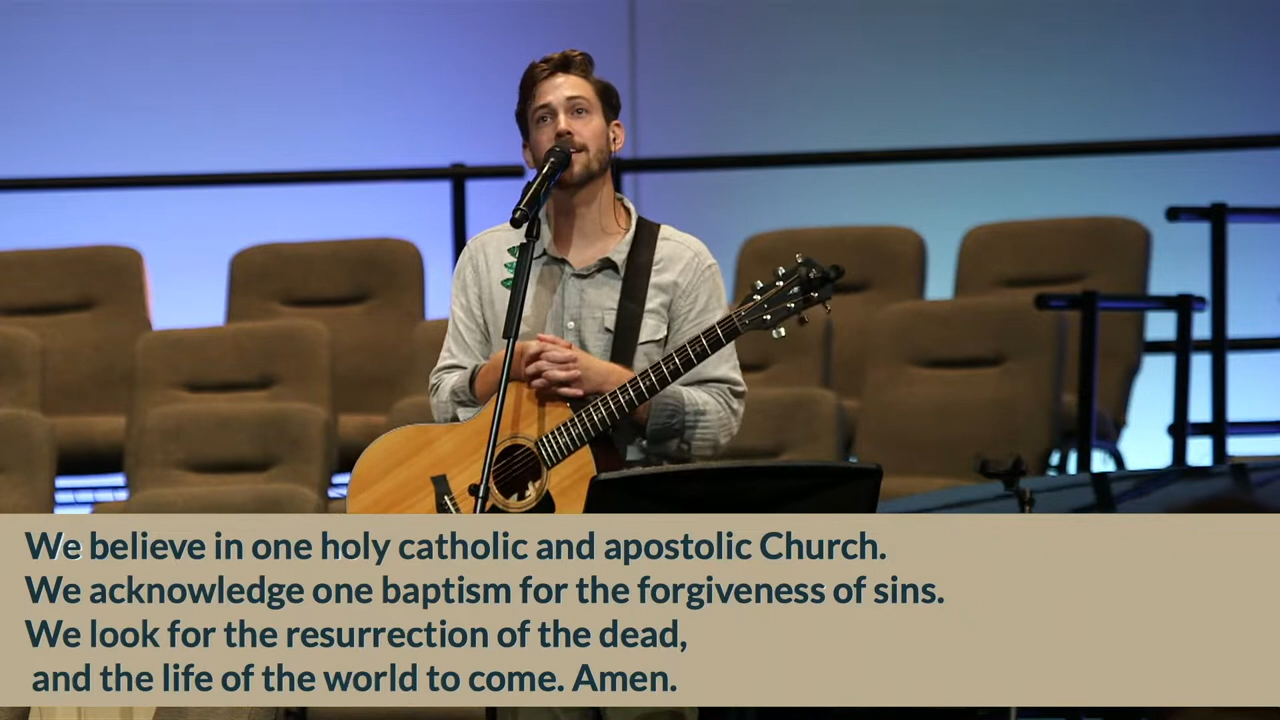 We believe in one holy catholic and apostolic Church.
We acknowledge one baptism for the forgiveness of sins.
We look for the resurrection of the dead,
and the life of the world to come. Amen.